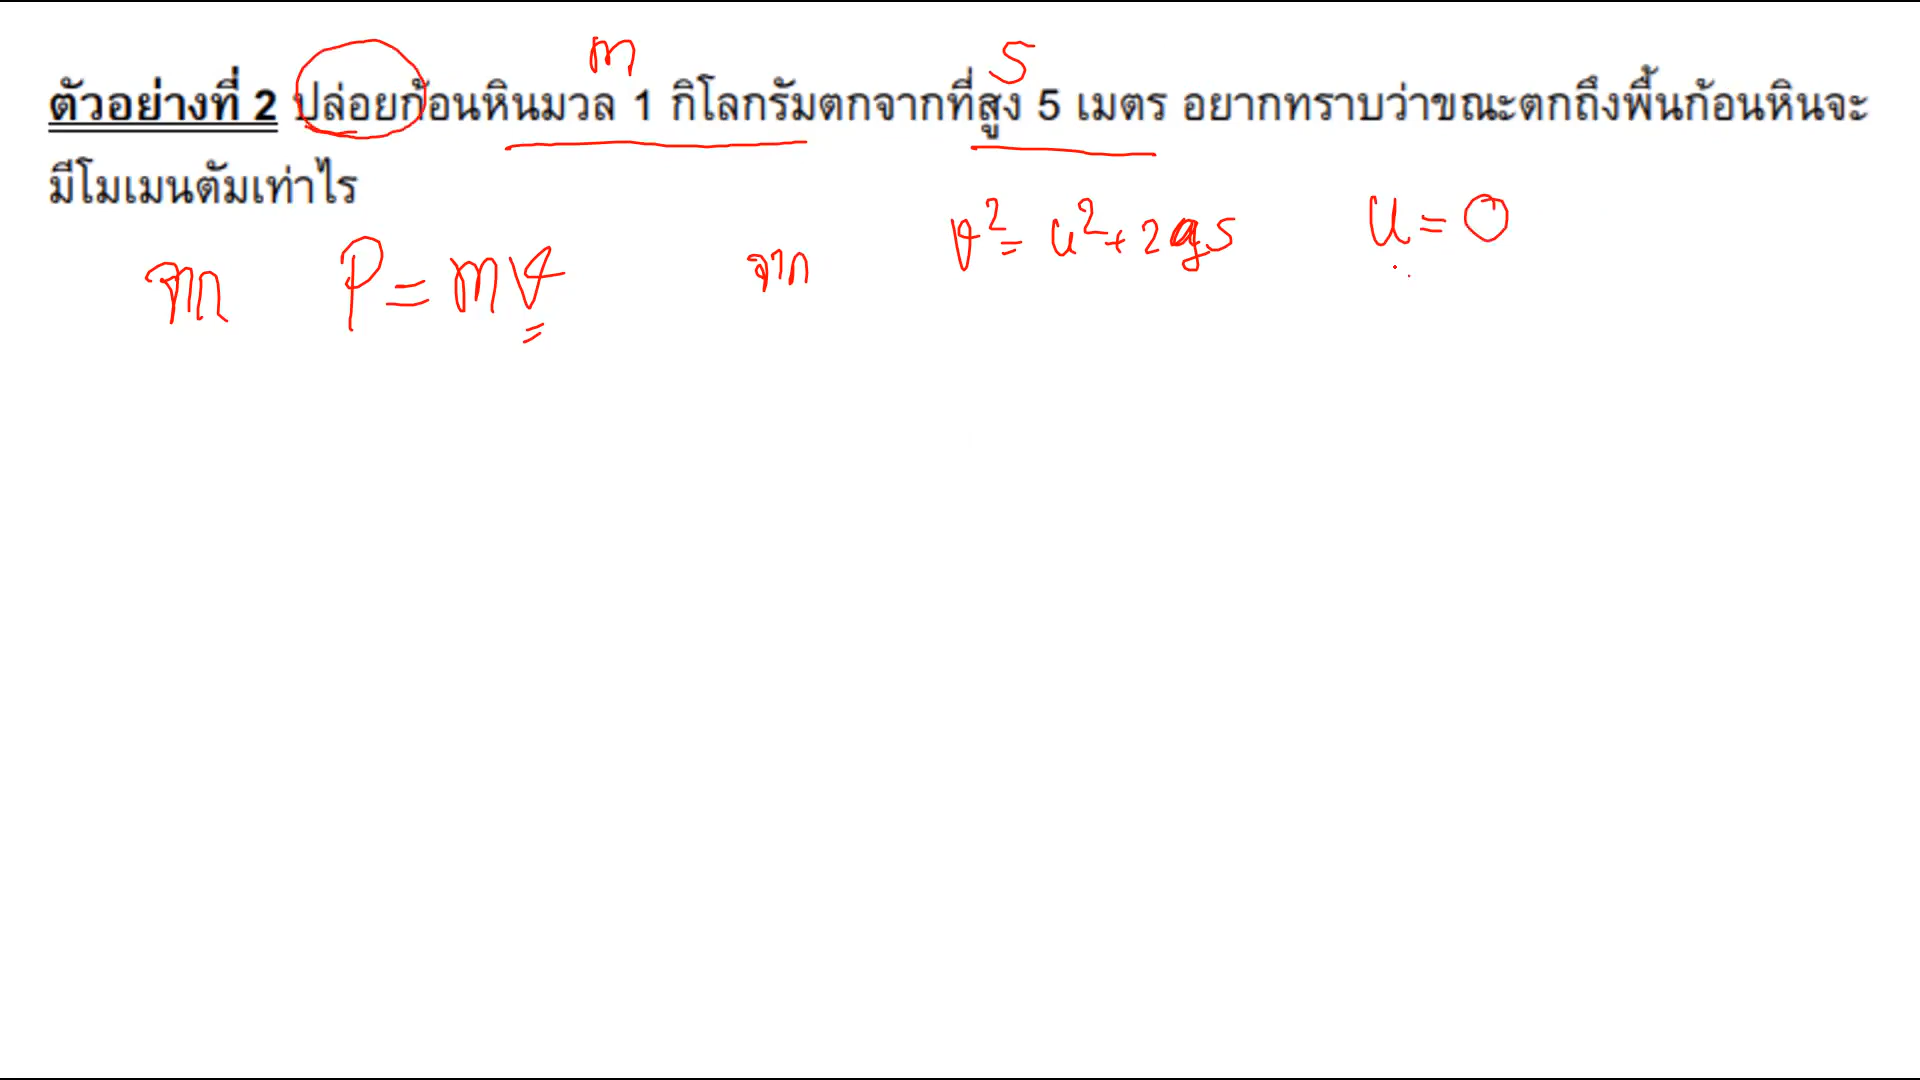 m S
ตัวอย่างที่ 2 ปล่อยก้อนหินมวล 1 กิโลกรัมตกจากที่สูง 5 เมตร อยากทราบว่าขณะตกถึงพื้นก้อนหินจะ
มีโมเมนตัมเท่าไร
จาก P = mv จาก v² = u² + 2gs u = 0